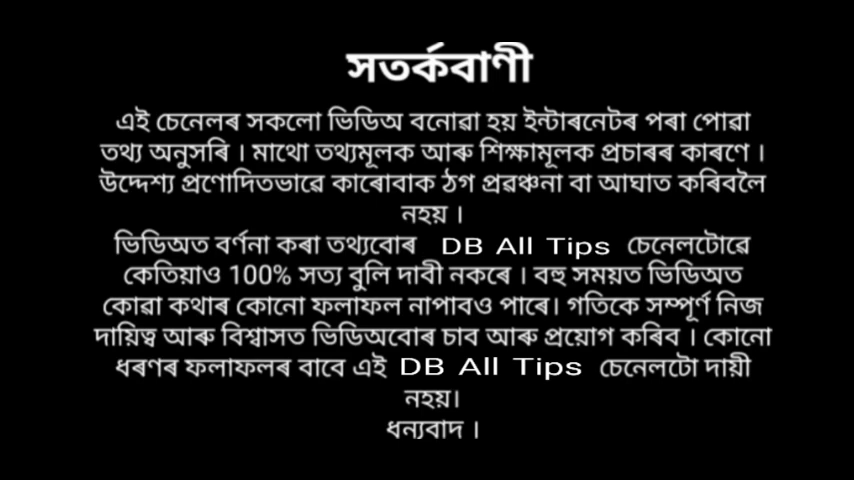 সতৰ্কবাণী
এই চেনেলৰ সকলো ভিডিঅ বনোৱা হয় ইন্টাৰনেটৰ পৰা পোৱা
তথ্য অনুসৰি । মাথো তথ্যমূলক আৰু শিক্ষামূলক প্ৰচাৰৰ কাৰণে ।
উদ্দেশ্য প্ৰণোদিতভাৱে কাৰোবাক ঠগ প্ৰৱঞ্চনা বা আঘাত কৰিবলৈ
নহয় ।
ভিডিঅত বৰ্ণনা কৰা তথ্যবোৰ DB All Tips চেনেলটোৱে
কেতিয়াও 100% সত্য বুলি দাবী নকৰে । বহু সময়ত ভিডিঅত
কোৱা কথাৰ কোনো ফলাফল নাপাবও পাৰে। গতিকে সম্পূৰ্ণ নিজ
দায়িত্ব আৰু বিশ্বাসত ভিডিঅবোৰ চাব আৰু প্ৰয়োগ কৰিব । কোনো
ধৰণৰ ফলাফলৰ বাবে এই DB All Tips চেনেলটো দায়ী
নহয়।
ধন্যবাদ ।